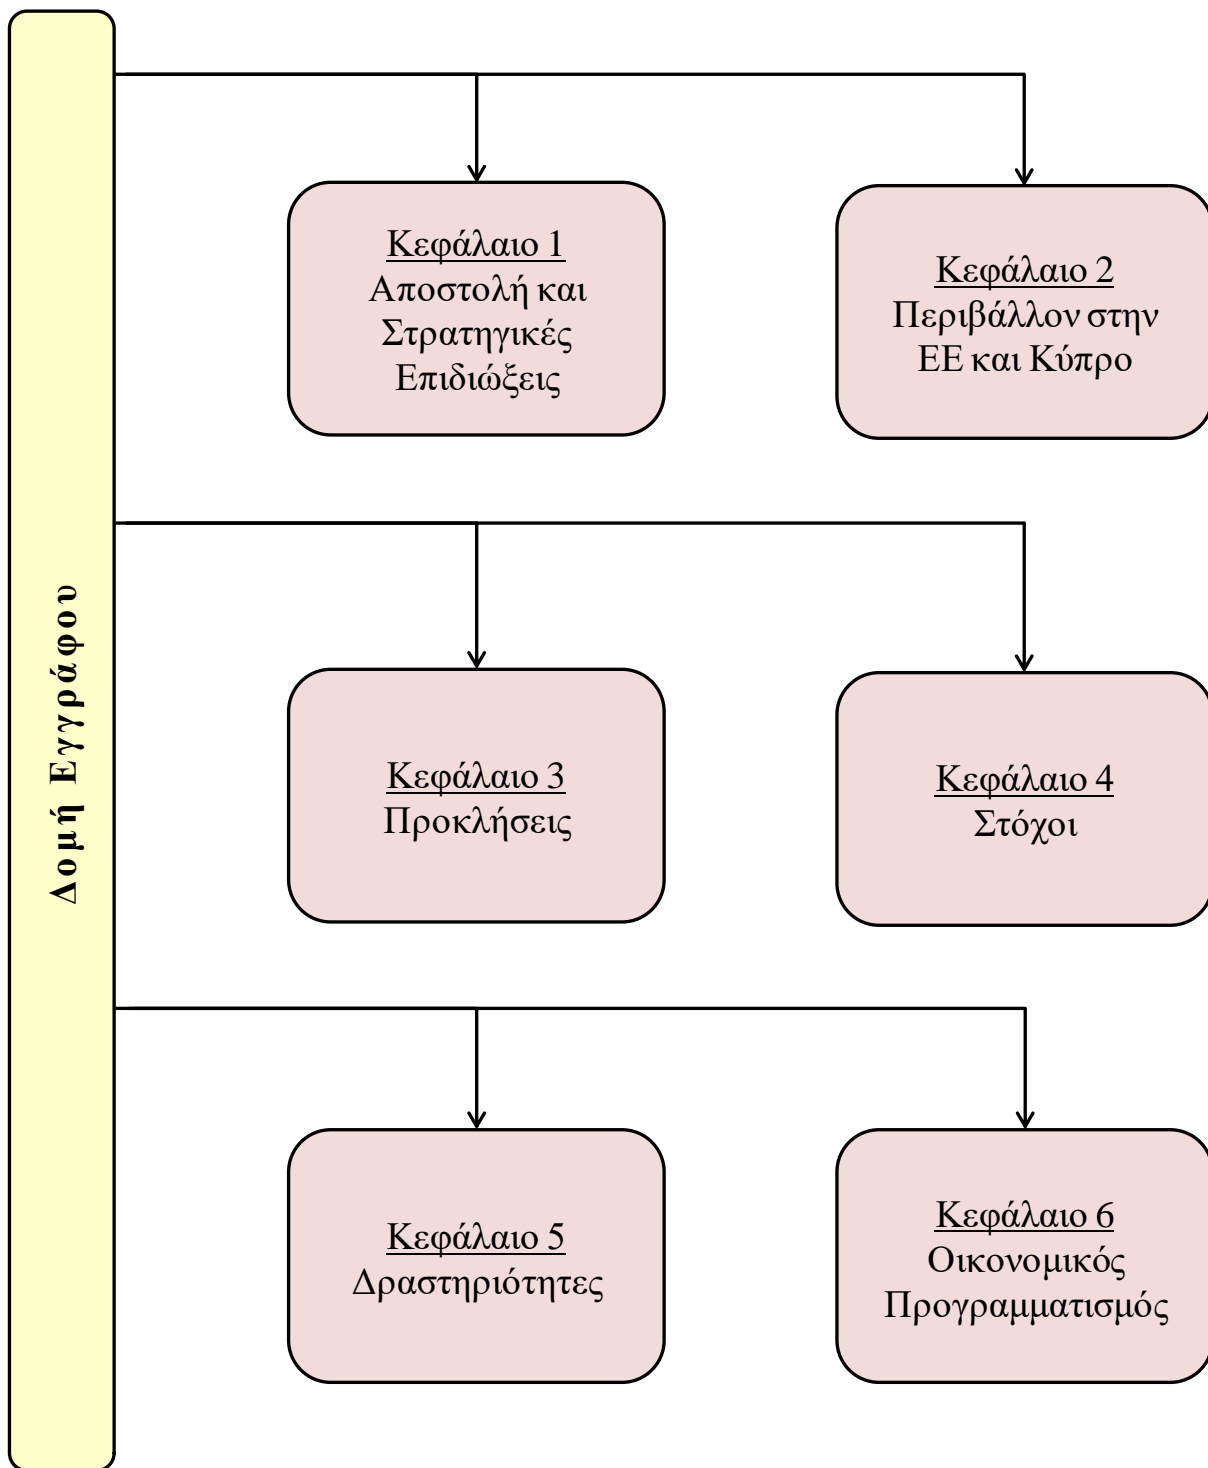 Δομή Εγγράφου
Κεφάλαιο 1
Αποστολή και
Στρατηγικές
Επιδιώξεις
Κεφάλαιο 2
Περιβάλλον στην
ΕΕ και Κύπρο
Κεφάλαιο 3
Προκλήσεις
Κεφάλαιο 4
Στόχοι
Κεφάλαιο 5
Δραστηριότητες
Κεφάλαιο 6
Οικονομικός
Προγραμματισμός